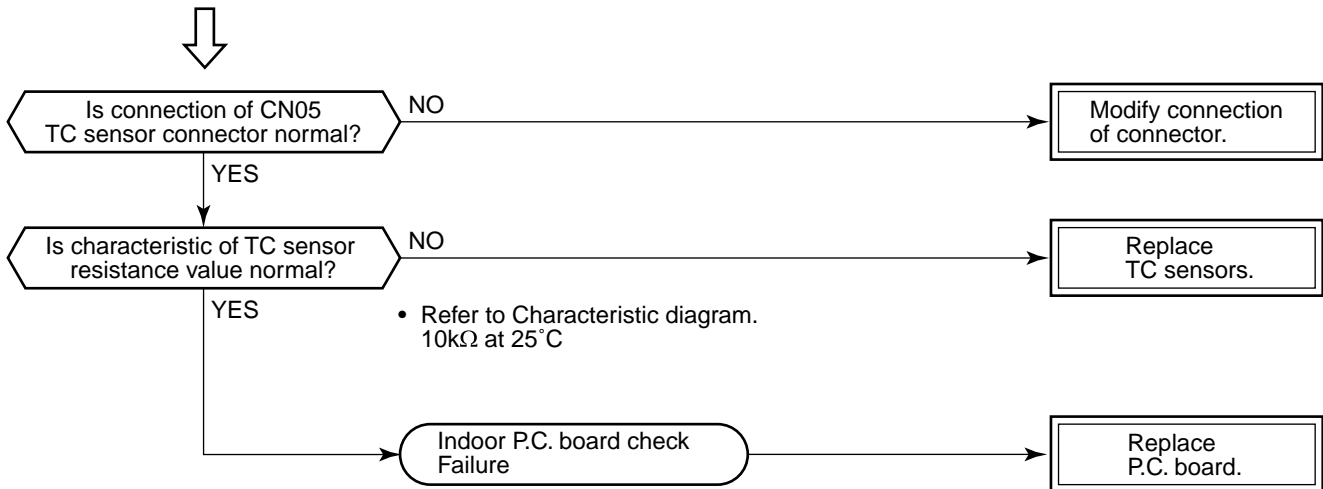 Is connection of CN05
TC sensor connector normal?
NO
Modify connection
of connector.
YES
Is characteristic of TC sensor
resistance value normal?
NO
Replace
TC sensors.
YES
• Refer to Characteristic diagram.
10kΩ at 25˚C
Indoor P.C. board check
Failure
Replace
P.C. board.